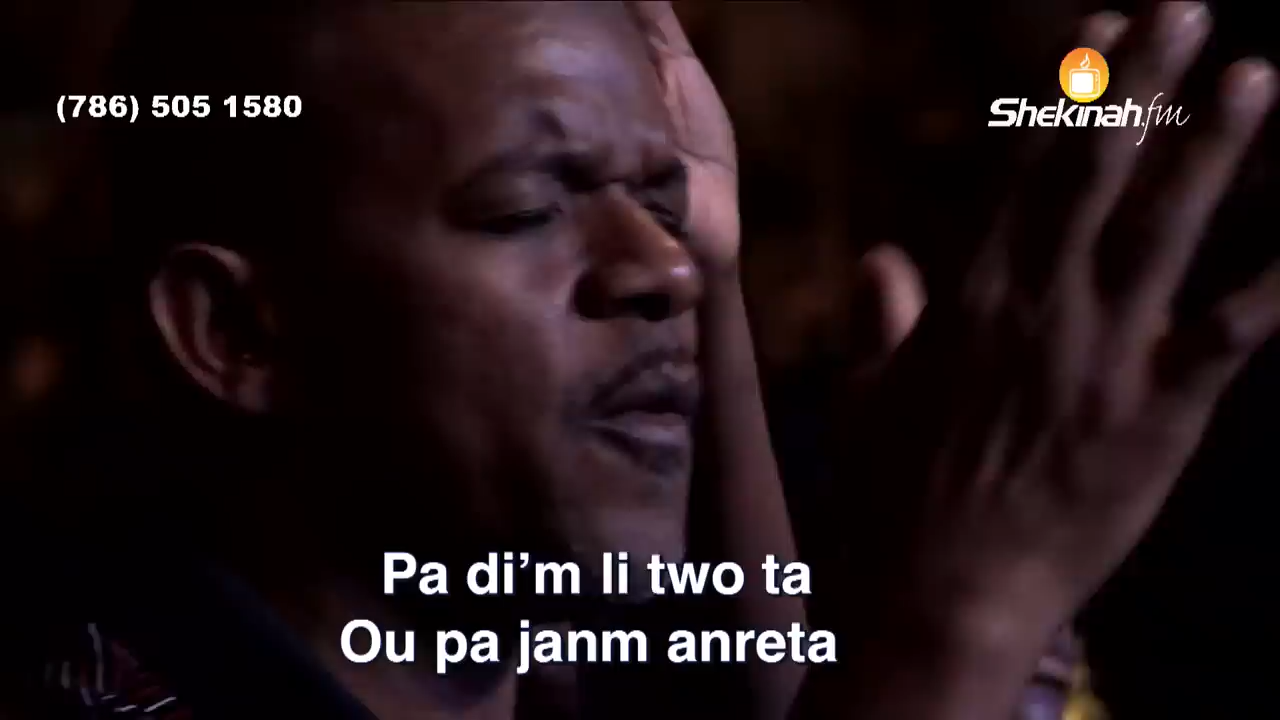 (786) 505 1580
Shekinah.fm
Pa di’m li two ta
Ou pa janm anreta